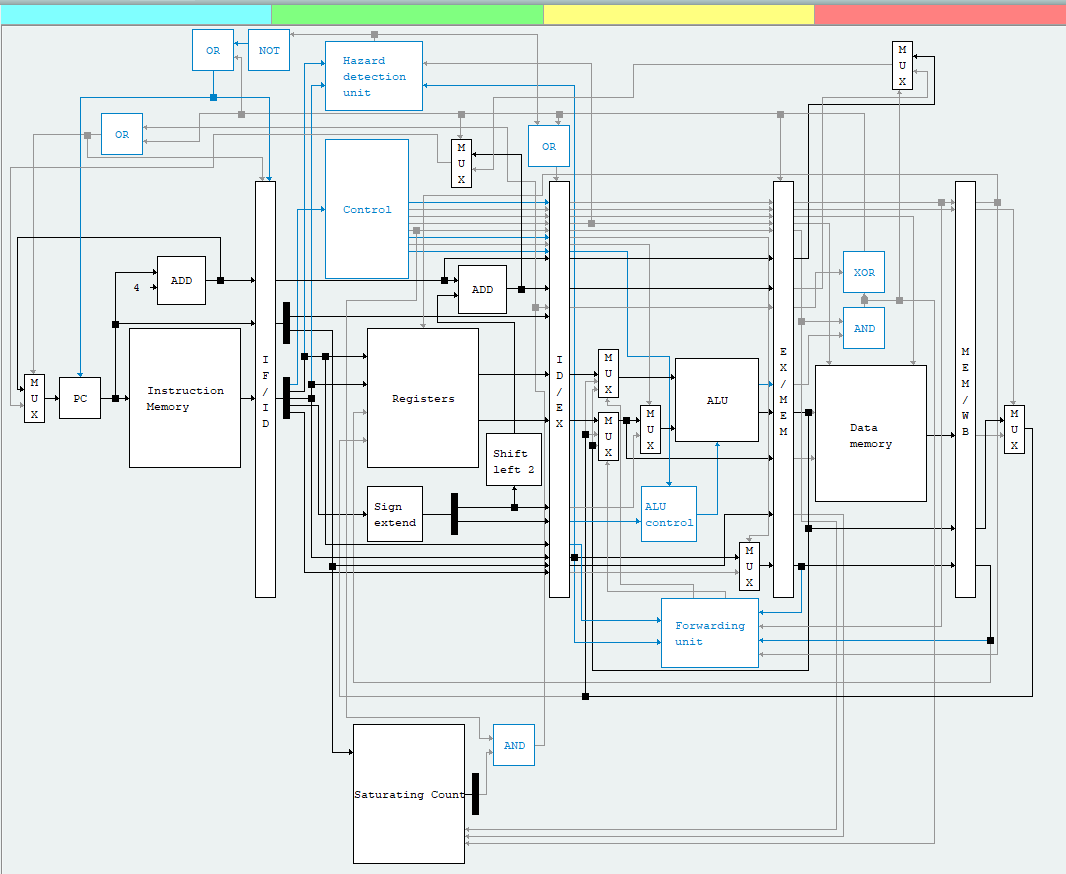 OR
NOT
Hazard
detection
unit
M
U
X
OR
M
U
X
OR
Control
ADD
4
ADD
XOR
AND
M
U
X
PC
Instruction
Memory
I
F
/
I
D
Registers
Shift
left 2
Sign
extend
I
D
/
E
X
M
U
X
M
U
X
M
U
X
ALU
ALU
control
M
U
X
E
X
/
M
E
M
Data
memory
M
E
M
/
W
B
M
U
X
Forwarding
unit
AND
Saturating Count